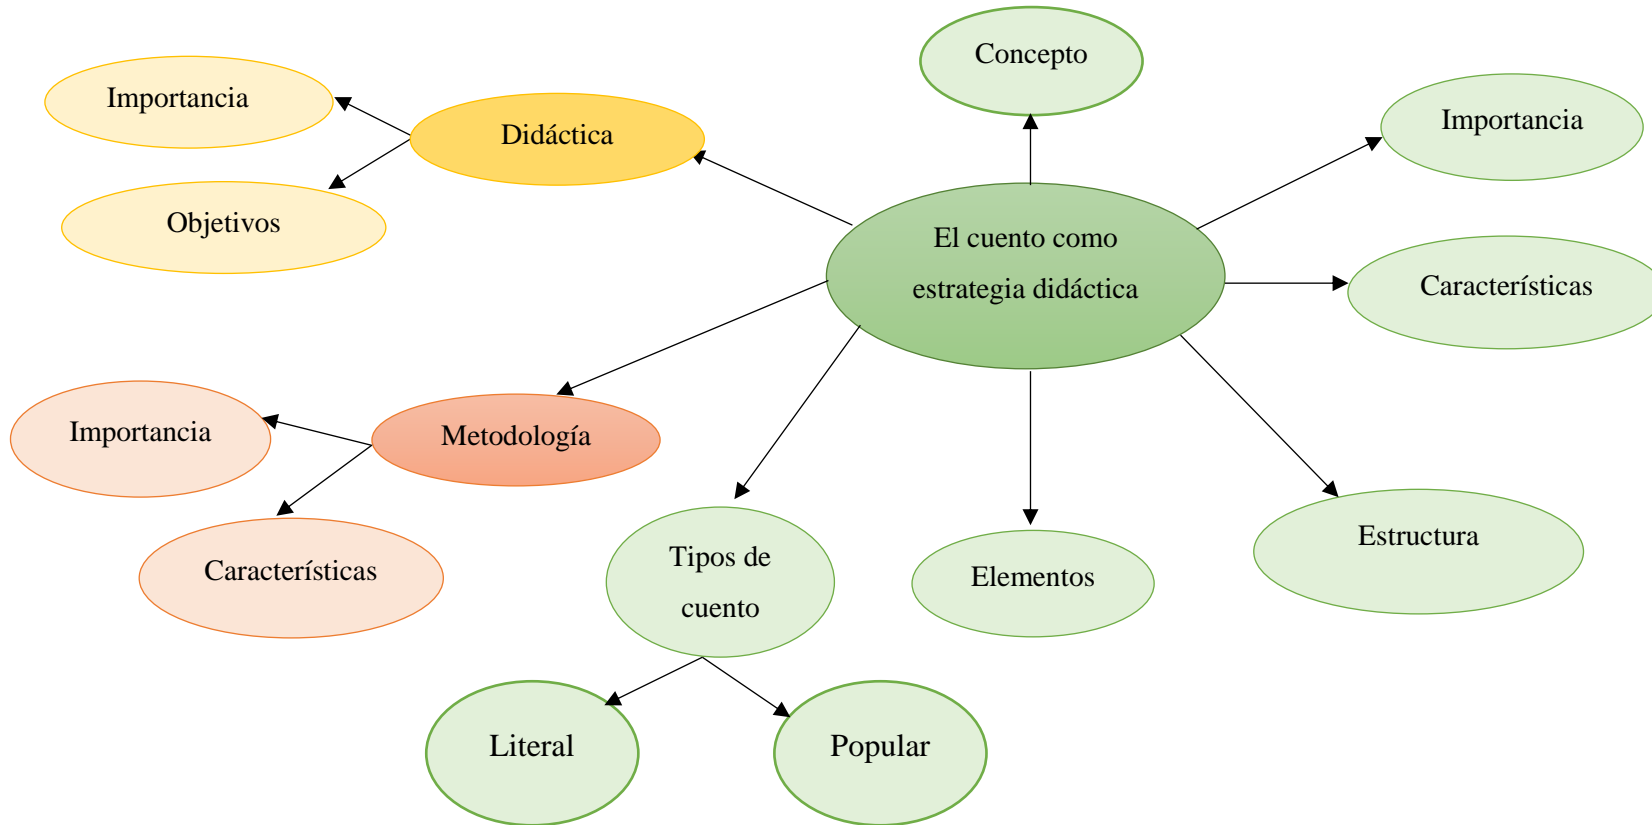 Concepto
Importancia
Didáctica
Importancia
Objetivos
El cuento como
estrategia didáctica
Características
Importancia
Metodología
Características
Tipos de
cuento
Elementos
Estructura
Literal
Popular